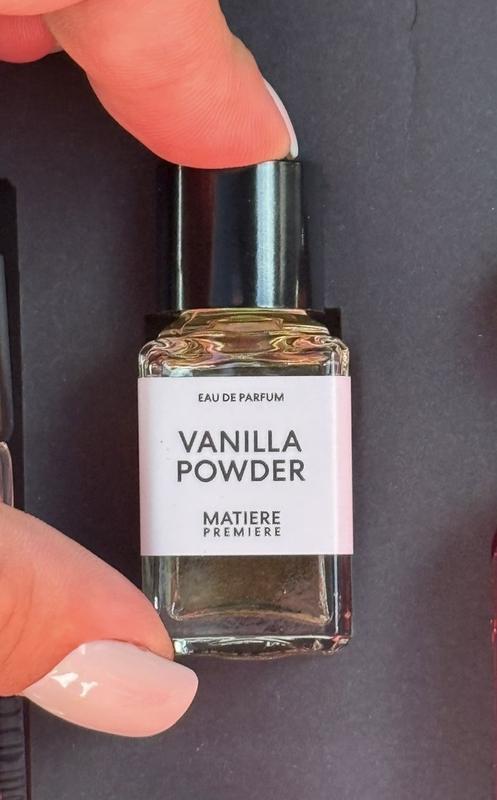 EAU DE PARFUM
VANILLA
POWDER
MATIERE
PREMIERE